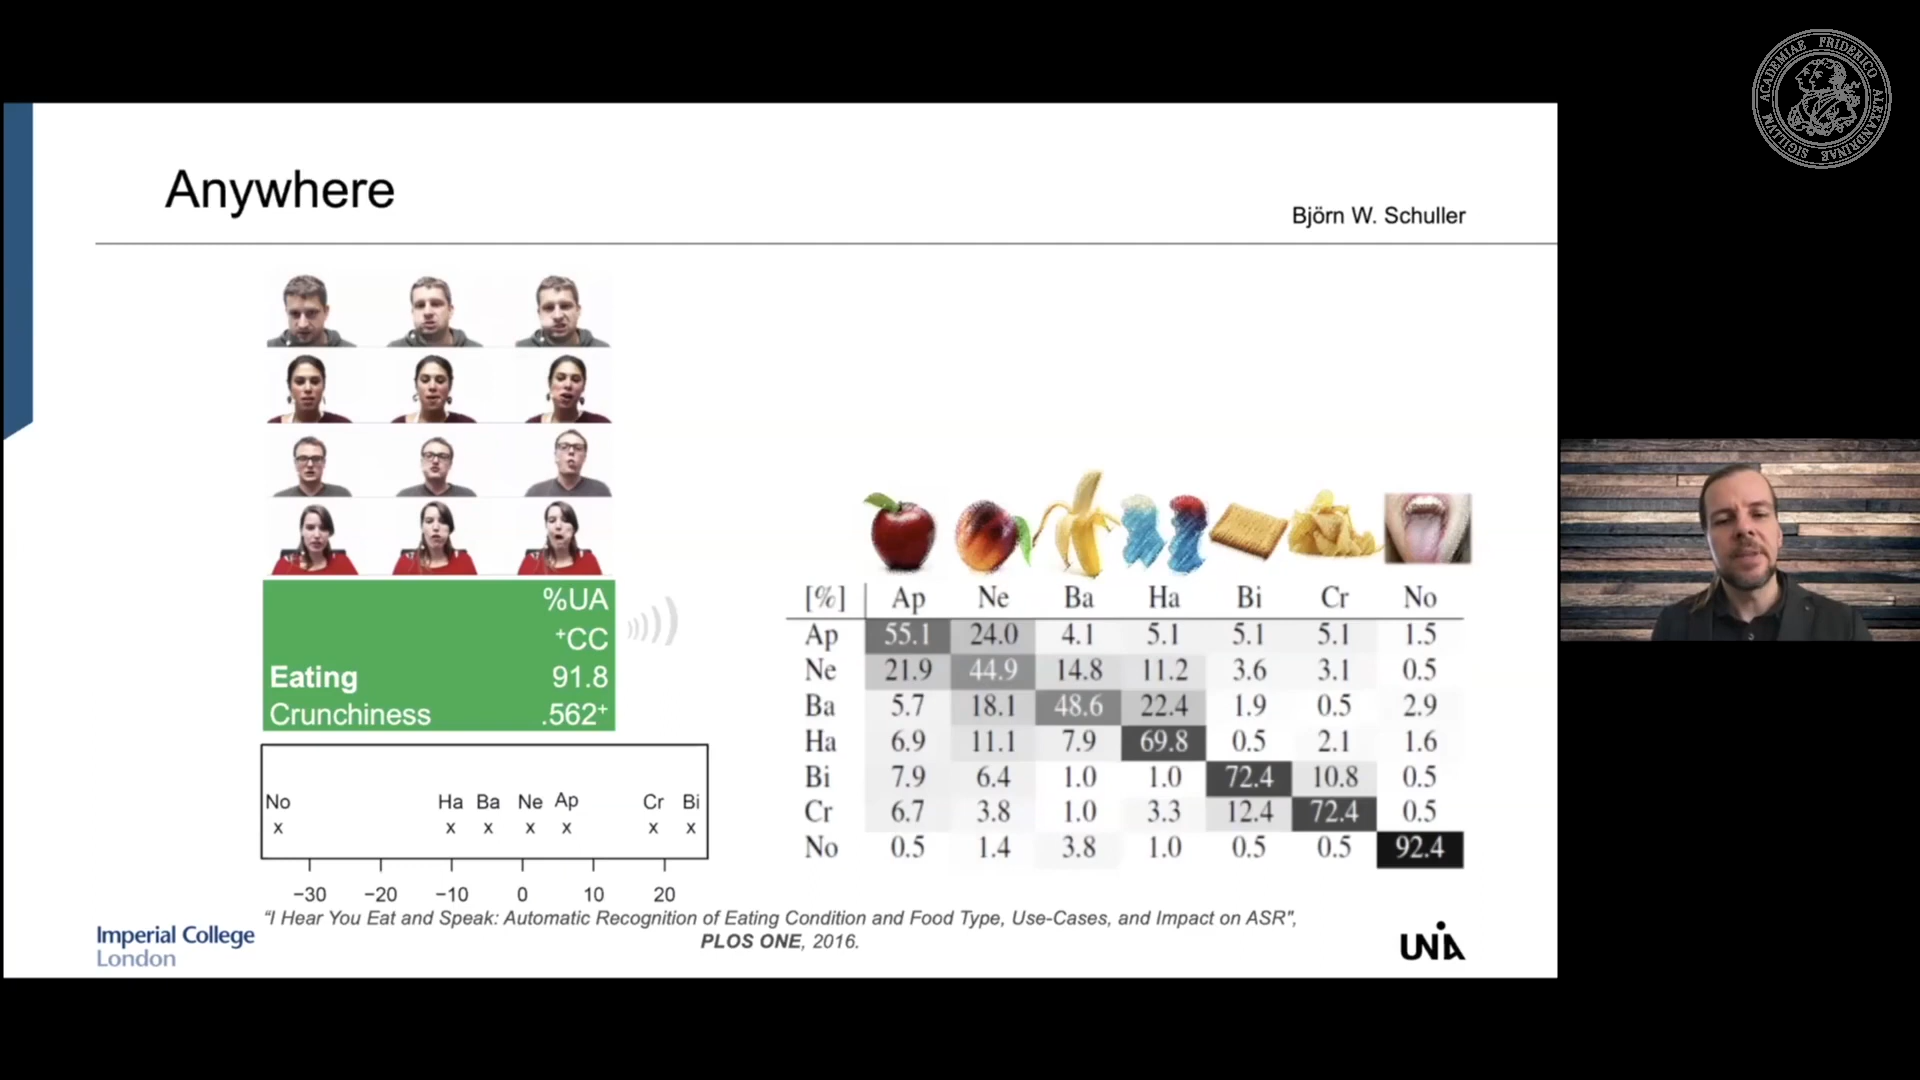 ACADEMIAE FRIDERICO ALEXANDRINAE SIGILLVM
Anywhere
Björn W. Schuller
%UA
+CC
Eating 91.8
Crunchiness .562+
No Ha Ba Ne Ap Cr Bi
x x x x x x x
−30 −20 −10 0 10 20
[%] Ap Ne Ba Ha Bi Cr No
Ap 55.1 24.0 4.1 5.1 5.1 5.1 1.5
Ne 21.9 44.9 14.8 11.2 3.6 3.1 0.5
Ba 5.7 18.1 48.6 22.4 1.9 0.5 2.9
Ha 6.9 11.1 7.9 69.8 0.5 2.1 1.6
Bi 7.9 6.4 1.0 1.0 72.4 10.8 0.5
Cr 6.7 3.8 1.0 3.3 12.4 72.4 0.5
No 0.5 1.4 3.8 1.0 0.5 0.5 92.4
"I Hear You Eat and Speak: Automatic Recognition of Eating Condition and Food Type, Use-Cases, and Impact on ASR",
PLOS ONE, 2016.
Imperial College
London
UNIA